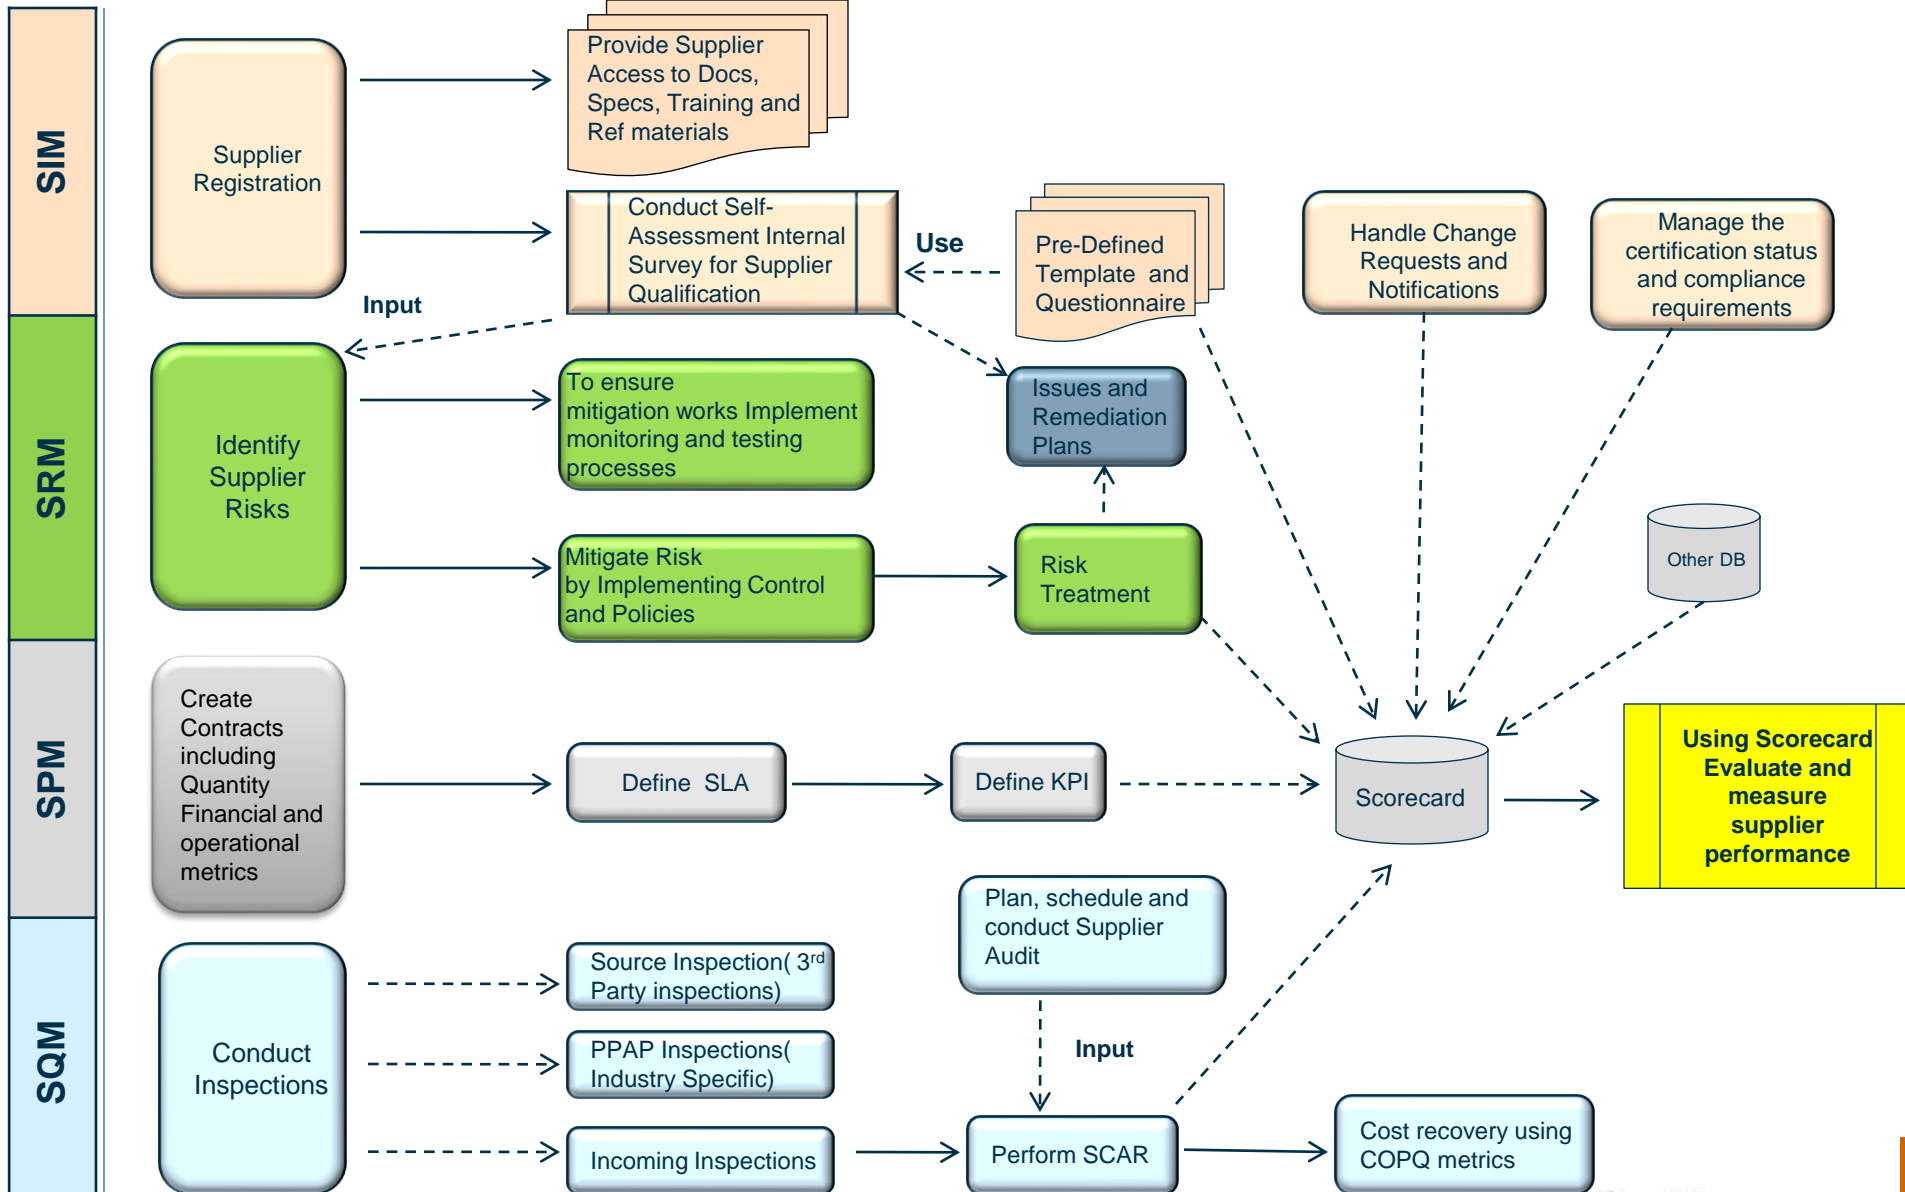 SIM
Supplier
Registration
Provide Supplier
Access to Docs,
Specs, Training and
Ref materials
Conduct Self-
Assessment Internal
Survey for Supplier
Qualification
Use
Pre-Defined
Template and
Questionnaire
Handle Change
Requests and
Notifications
Manage the
certification status
and compliance
requirements
Input
SRM
Identify
Supplier
Risks
To ensure
mitigation works Implement
monitoring and testing
processes
Issues and
Remediation
Plans
Mitigate Risk
by Implementing Control
and Policies
Risk
Treatment
Other DB
SPM
Create
Contracts
including
Quantity
Financial and
operational
metrics
Define SLA
Define KPI
Scorecard
Using Scorecard
Evaluate and
measure
supplier
performance
SQM
Conduct
Inspections
Source Inspection( 3rd
Party inspections)
PPAP Inspections(
Industry Specific)
Incoming Inspections
Plan, schedule and
conduct Supplier
Audit
Input
Perform SCAR
Cost recovery using
COPQ metrics